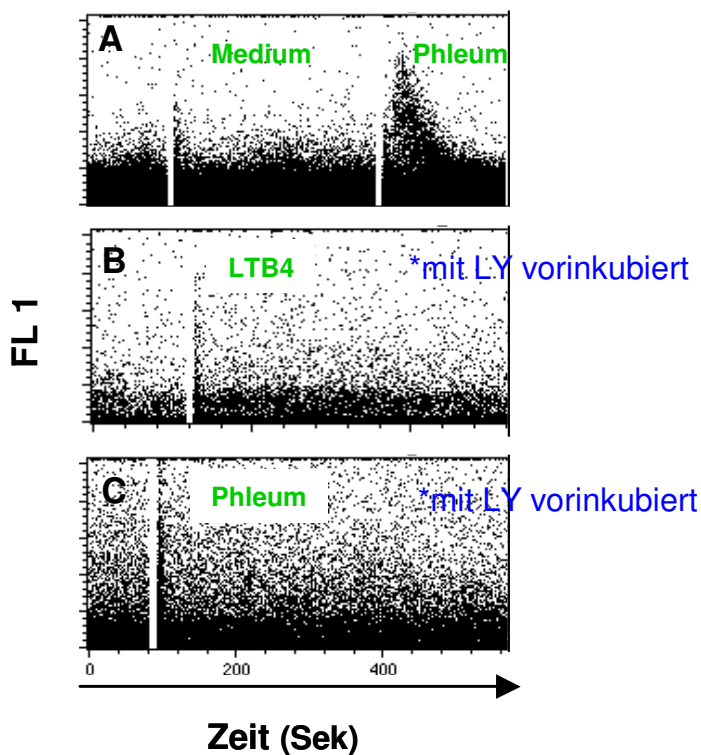 A
Medium
Phleum
B
LTB4
*mit LY vorinkubiert
FL 1
C
Phleum
*mit LY vorinkubiert
0 200 400
Zeit (Sek)